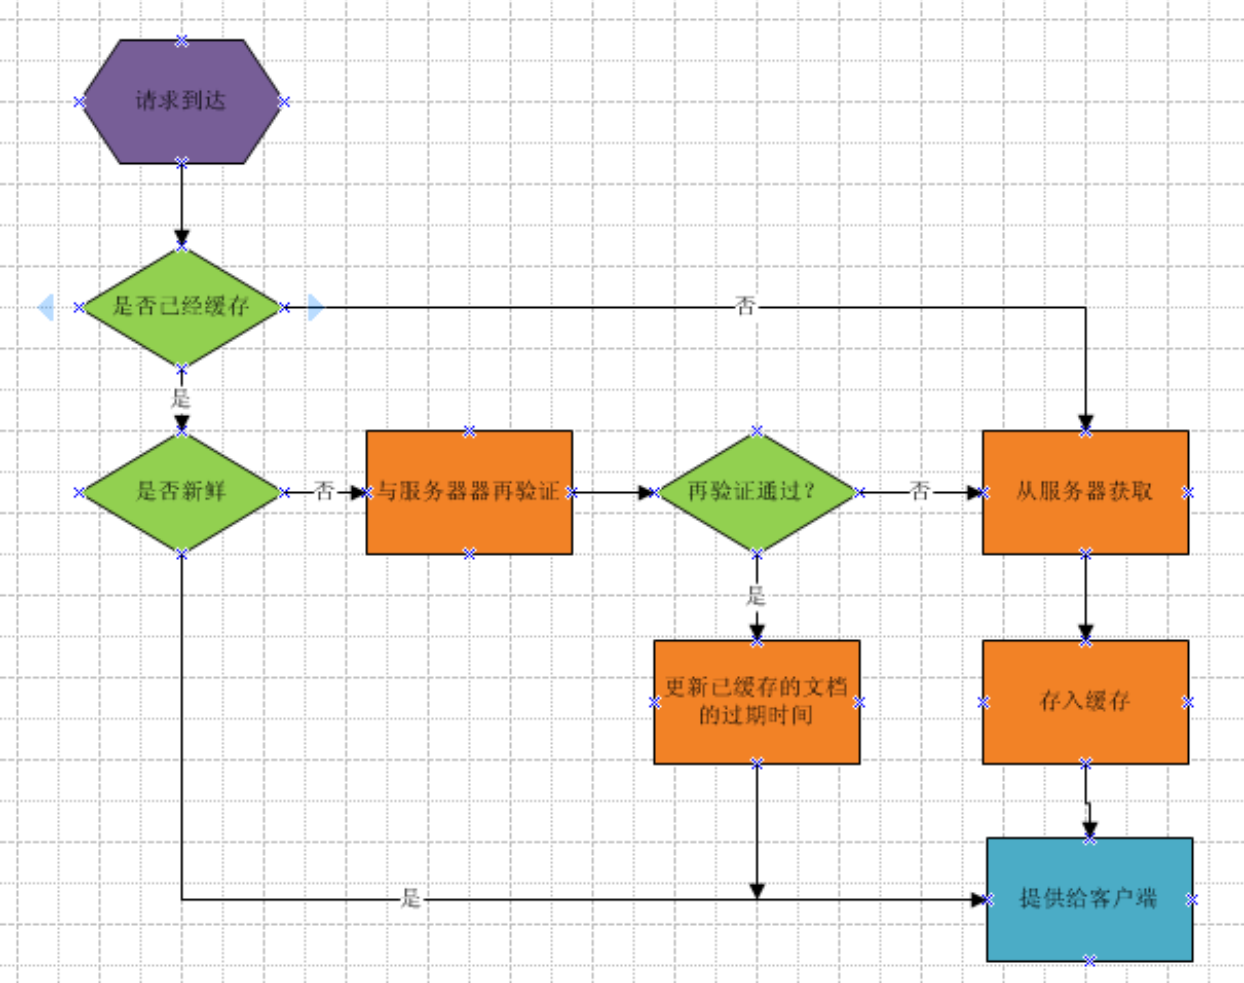 请求到达
是否已经缓存
否
是
是否新鲜
否
与服务器器再验证
再验证通过？
否
从服务器获取
是
更新已缓存的文档
的过期时间
存入缓存
是
提供给客户端